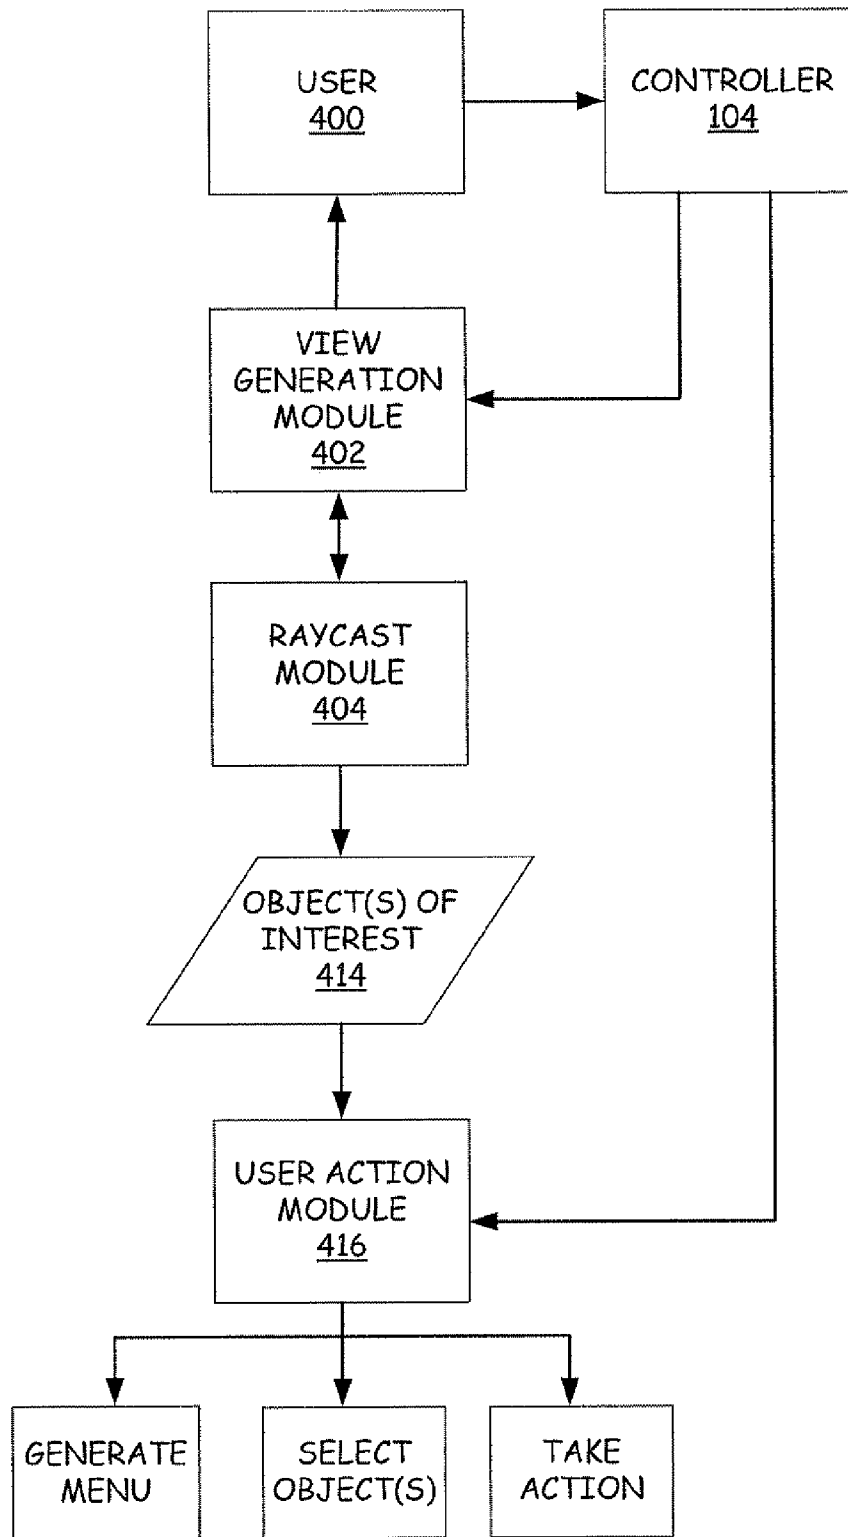 USER
400
CONTROLLER
104
VIEW
GENERATION
MODULE
402
RAYCAST
MODULE
404
OBJECT(S) OF
INTEREST
414
USER ACTION
MODULE
416
GENERATE
MENU
SELECT
OBJECT(S)
TAKE
ACTION